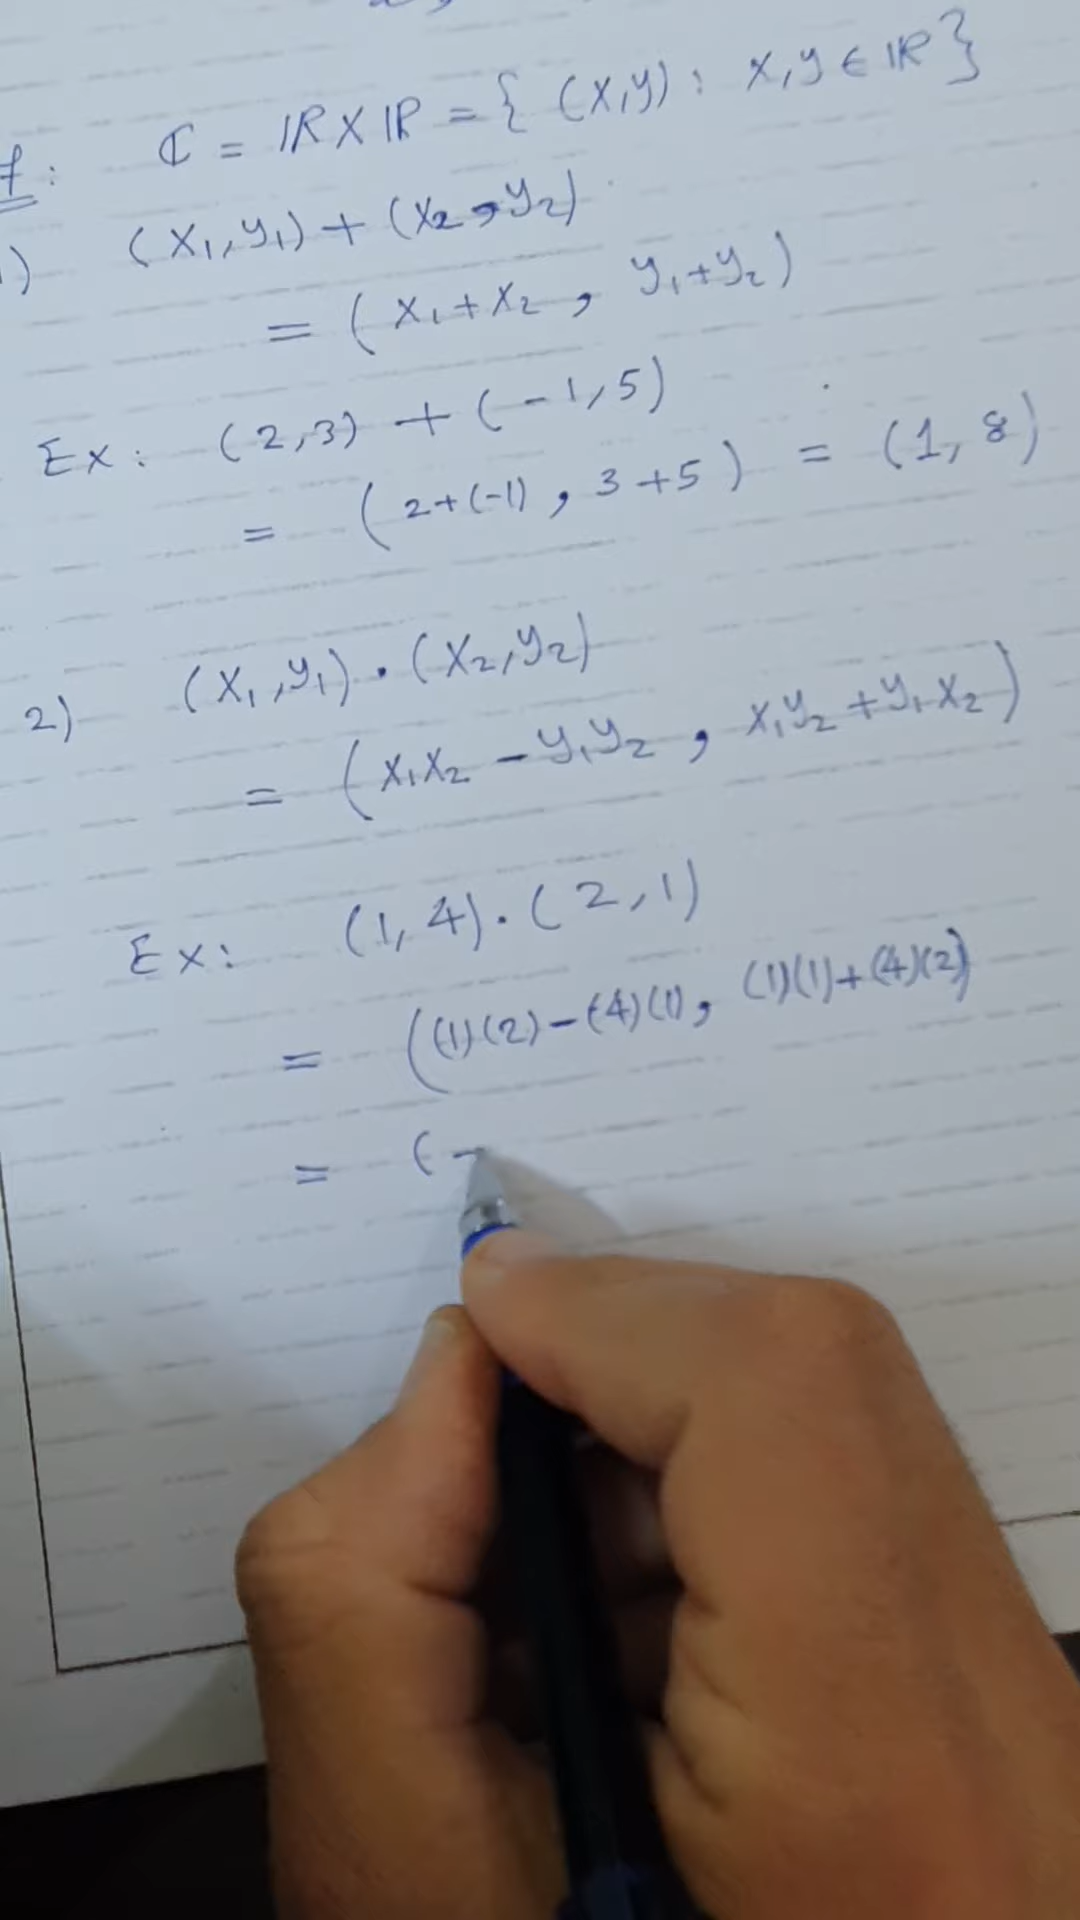 f: ℂ = ℝ × ℝ = { (x,y) : x,y ∈ ℝ }
1) (x₁,y₁) + (x₂,y₂)
= (x₁+x₂, y₁+y₂)
Ex: (2,3) + (-1,5)
= (2+(-1), 3+5) = (1,8)
2) (x₁,y₁) · (x₂,y₂)
= (x₁x₂ - y₁y₂, x₁y₂ + y₁x₂)
Ex: (1,4) · (2,1)
= ((1)(2) - (4)(1), (1)(1) + (4)(2)
= (-